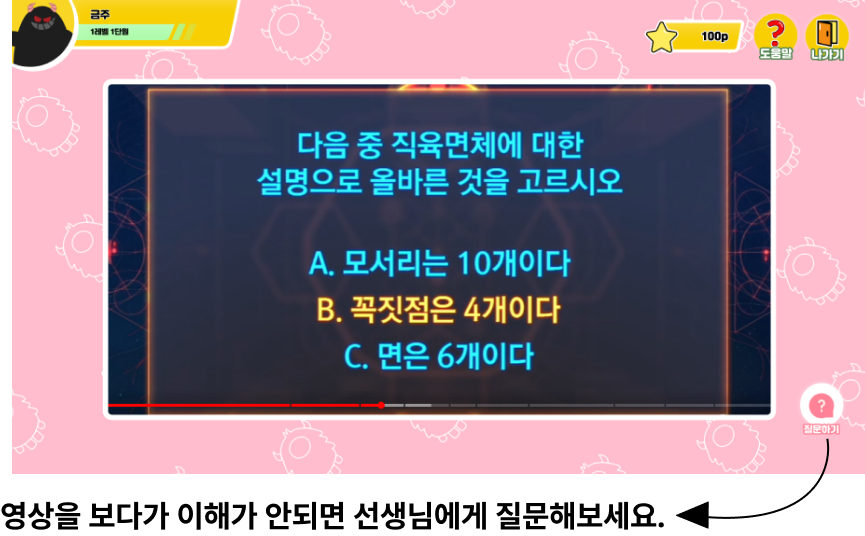 금주
1레벨 1단원
100p
도움말
나가기
다음 중 직육면체에 대한
설명으로 올바른 것을 고르시오
A. 모서리는 10개이다
B. 꼭짓점은 4개이다
C. 면은 6개이다
질문하기
영상을 보다가 이해가 안되면 선생님에게 질문해보세요.